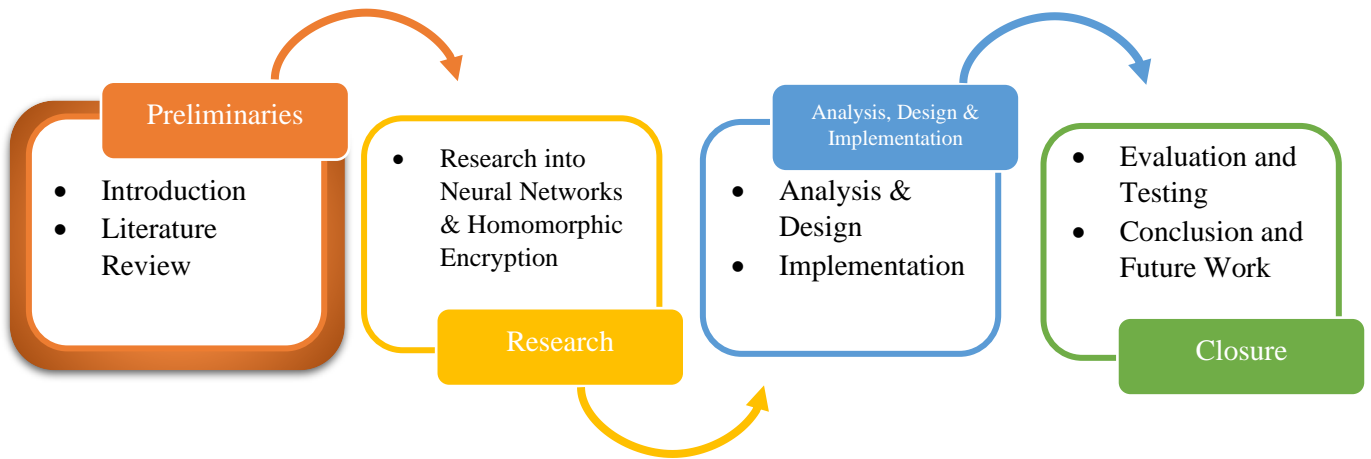 Preliminaries
• Introduction
• Literature
Review
• Research into
Neural Networks
& Homomorphic
Encryption
Research
Analysis, Design &
Implementation
• Analysis &
Design
• Implementation
• Evaluation and
Testing
• Conclusion and
Future Work
Closure